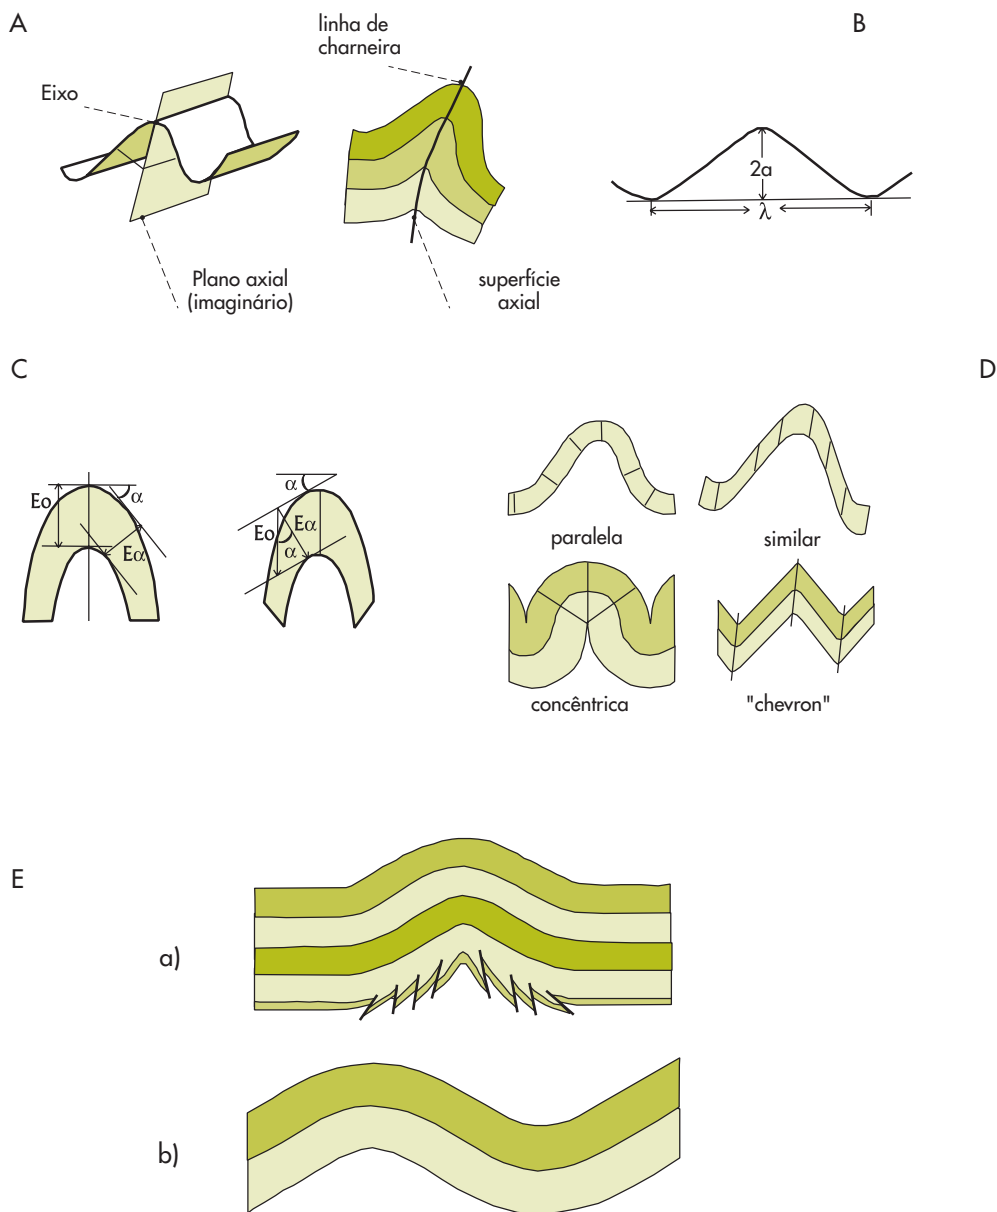 A
linha de
charneira
B
Eixo
2a
λ
Plano axial
(imaginário)
superfície
axial
C
D
Eo
α
Eα
α
Eo
Eα
α
paralela
similar
concêntrica
"chevron"
E
a)
b)